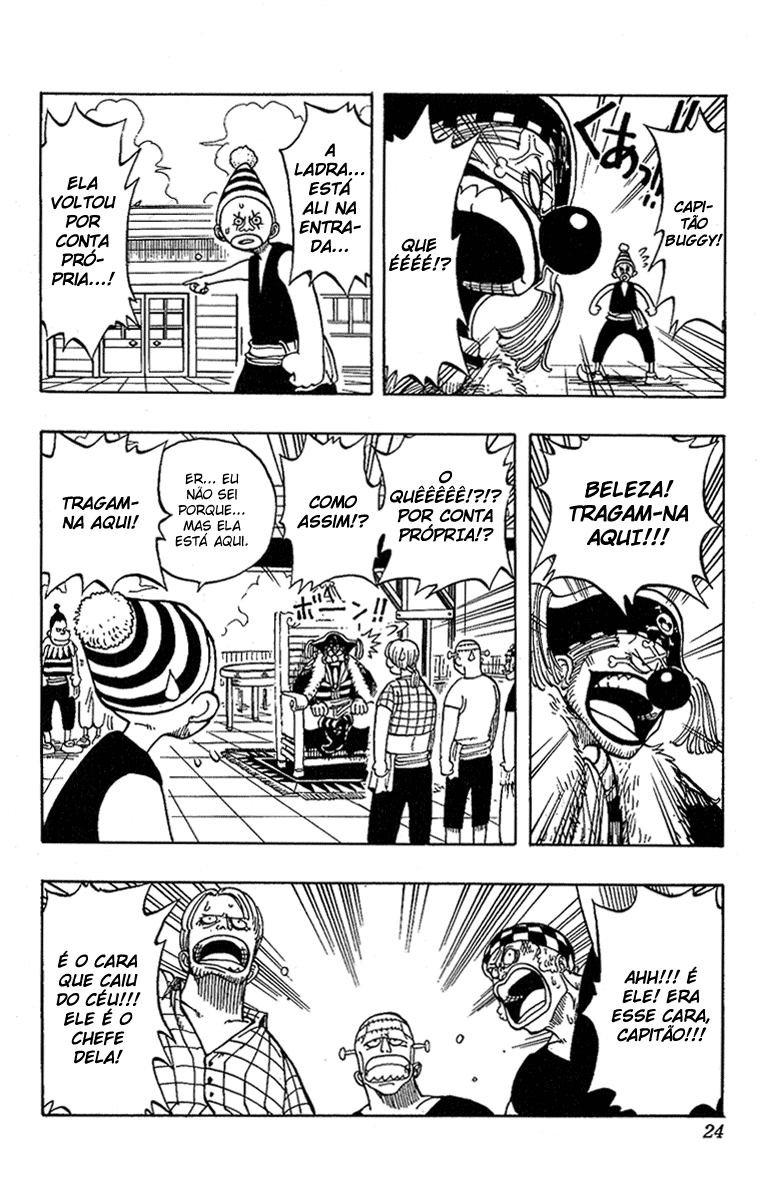 CAPI-
TÃO
BUGGY!
くあっ!!
QUE
ÉÉÉÉ!?
A
LADRA...
ESTÁ
ALI NA
ENTRA-
DA...
ELA
VOLTOU
POR
CONTA
PRÓ-
PRIA...!
BELEZA!
TRAGAM-NA
AQUI!!!
O
QUÊÊÊÊÊ!?!?
POR CONTA
PRÓPRIA!?
COMO
ASSIM!?
ER... EU
NÃO SEI
PORQUE...
MAS ELA
ESTÁ AQUI.
TRAGAM-
NA AQUI!
ボーン!!
AHH!!! É
ELE! ERA
ESSE CARA,
CAPITÃO!!!
É O CARA
QUE CAIU
DO CÉU!!!
ELE É O
CHEFE
DELA!
24